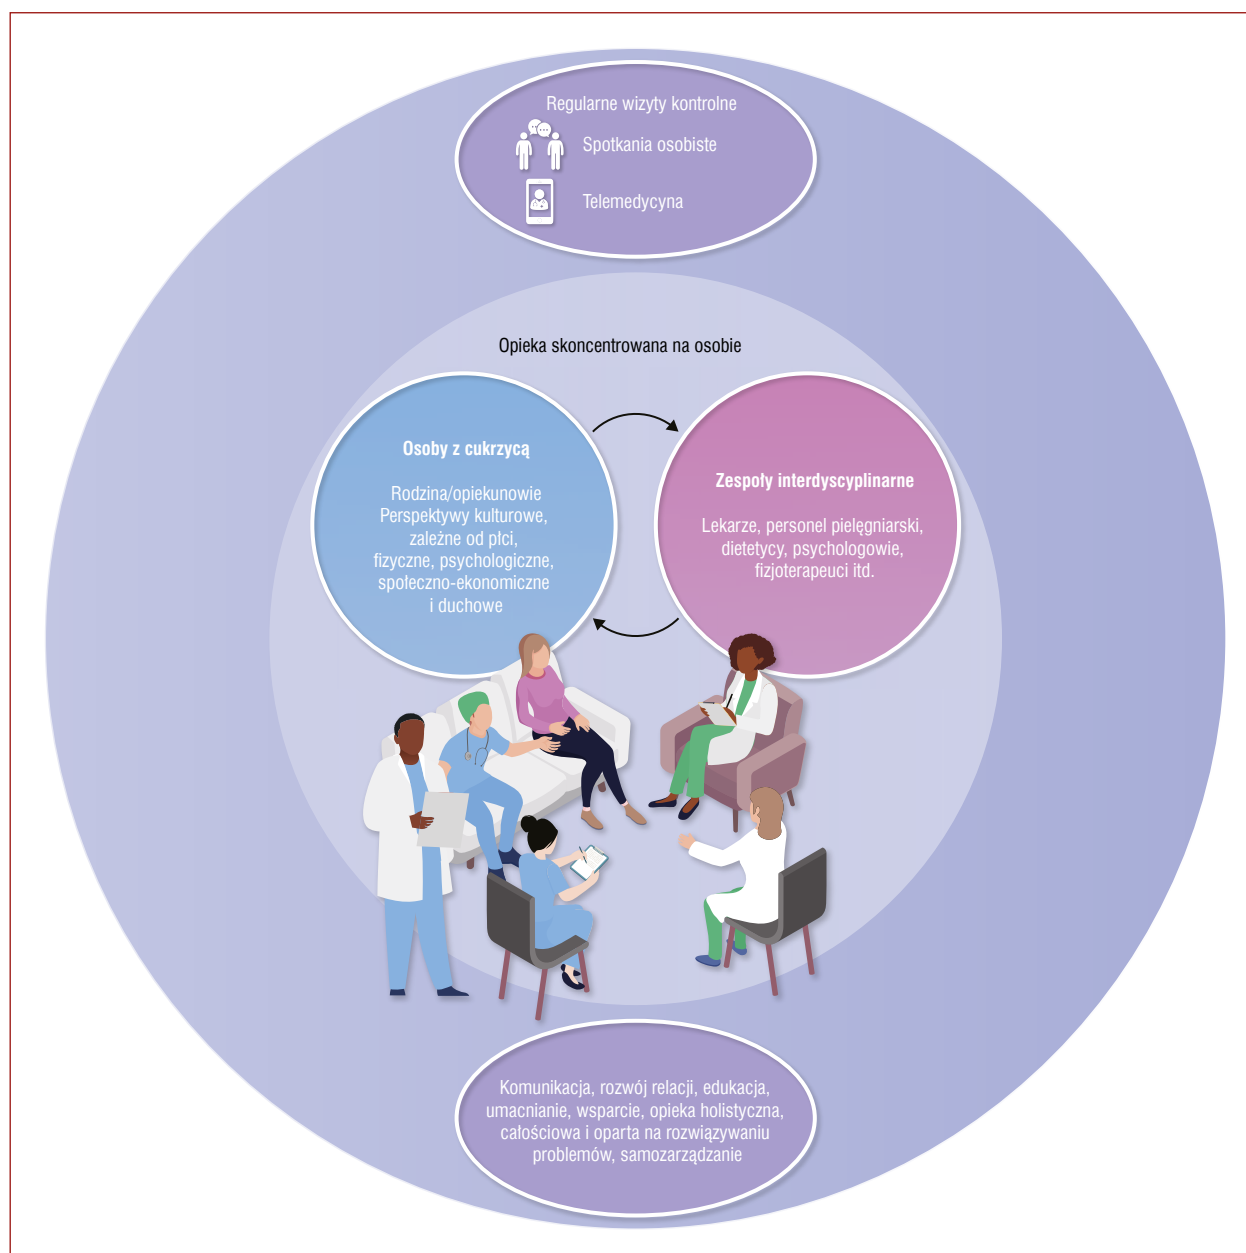 Regularne wizyty kontrolne
Spotkania osobiste
Telemedycyna
Opieka skoncentrowana na osobie
Osoby z cukrzycą
Rodzina/opiekunowie
Perspektywy kulturowe,
zależne od płci,
fizyczne, psychologiczne,
społeczno-ekonomiczne
i duchowe
Zespoły interdyscyplinarne
Lekarze, personel pielęgniarski,
dietetycy, psychologowie,
fizjoterapeuci itd.
Komunikacja, rozwój relacji, edukacja,
umacnianie, wsparcie, opieka holistyczna,
całościowa i oparta na rozwiązywaniu
problemów, samozarządzanie